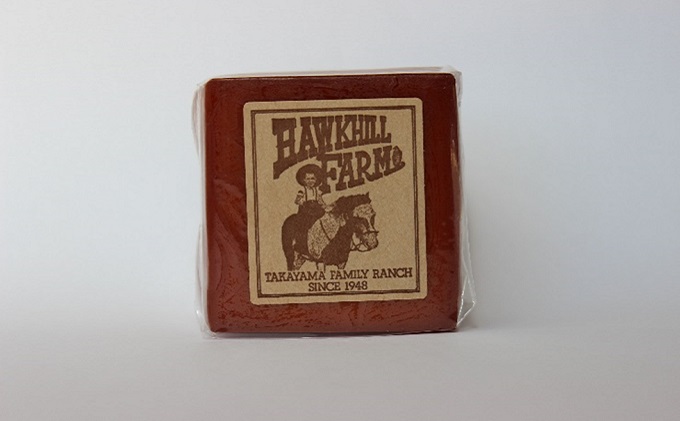 HAWKHILL
FARM
TAKAYAMA FAMILY RANCH
SINCE 1948